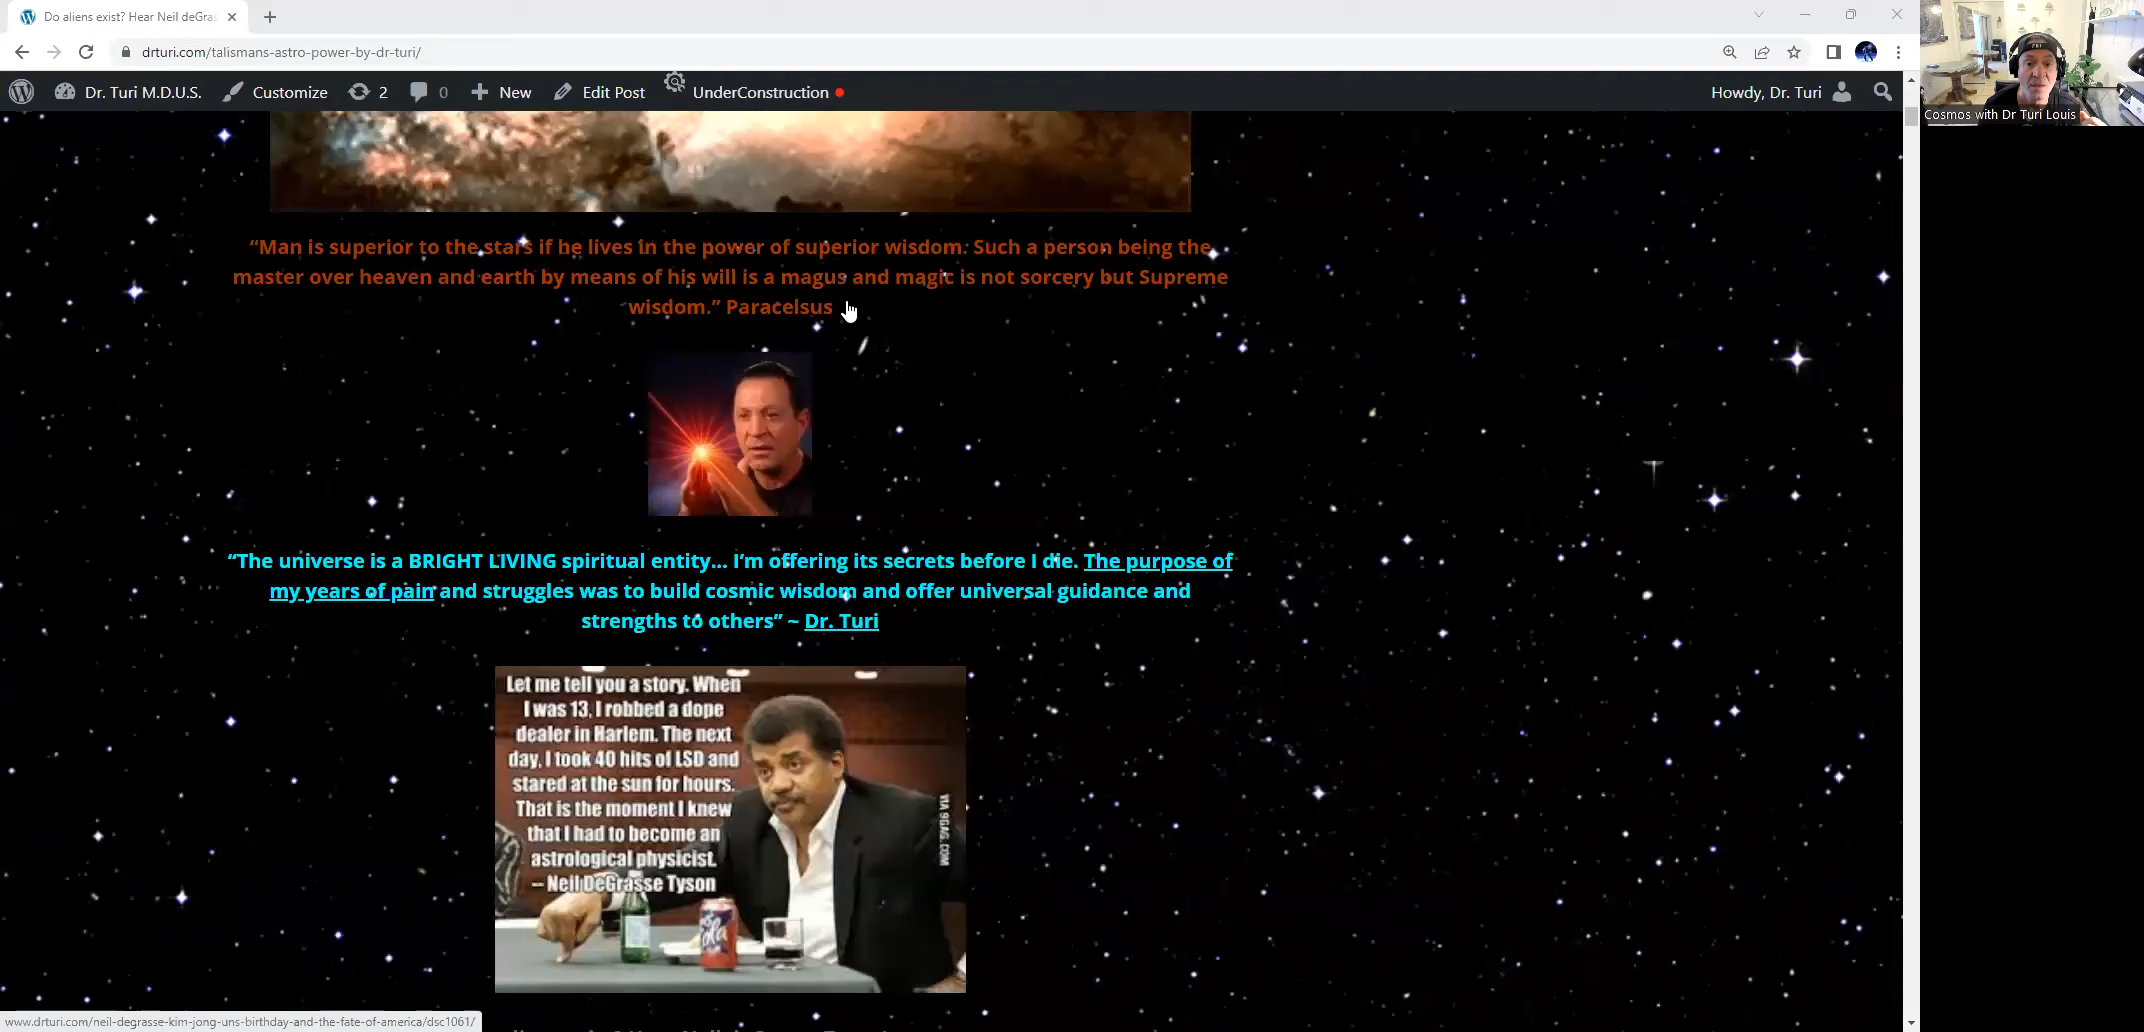 Do aliens exist? Hear Neil deGras
drturi.com/talismans-astro-power-by-dr-turi/
Dr. Turi M.D.U.S. Customize 2 0 New Edit Post UnderConstruction Howdy, Dr. Turi
Cosmos with Dr Turi Louis
“Man is superior to the stars if he lives in the power of superior wisdom. Such a person being the
master over heaven and earth by means of his will is a magus and magic is not sorcery but Supreme
wisdom.” Paracelsus
“The universe is a BRIGHT LIVING spiritual entity… I’m offering its secrets before I die. The purpose of
my years of pain and struggles was to build cosmic wisdom and offer universal guidance and
strengths to others” ~ Dr. Turi
Let me tell you a story. When
I was 13, I robbed a dope
dealer in Harlem. The next
day, I took 40 hits of LSD and
stared at the sun for hours.
That is the moment I knew
that I had to become an
astrological physicist.
-- Neil DeGrasse Tyson
VIA 9GAG.COM
www.drturi.com/neil-degrasse-kim-jong-uns-birthday-and-the-fate-of-america/dsc1061/